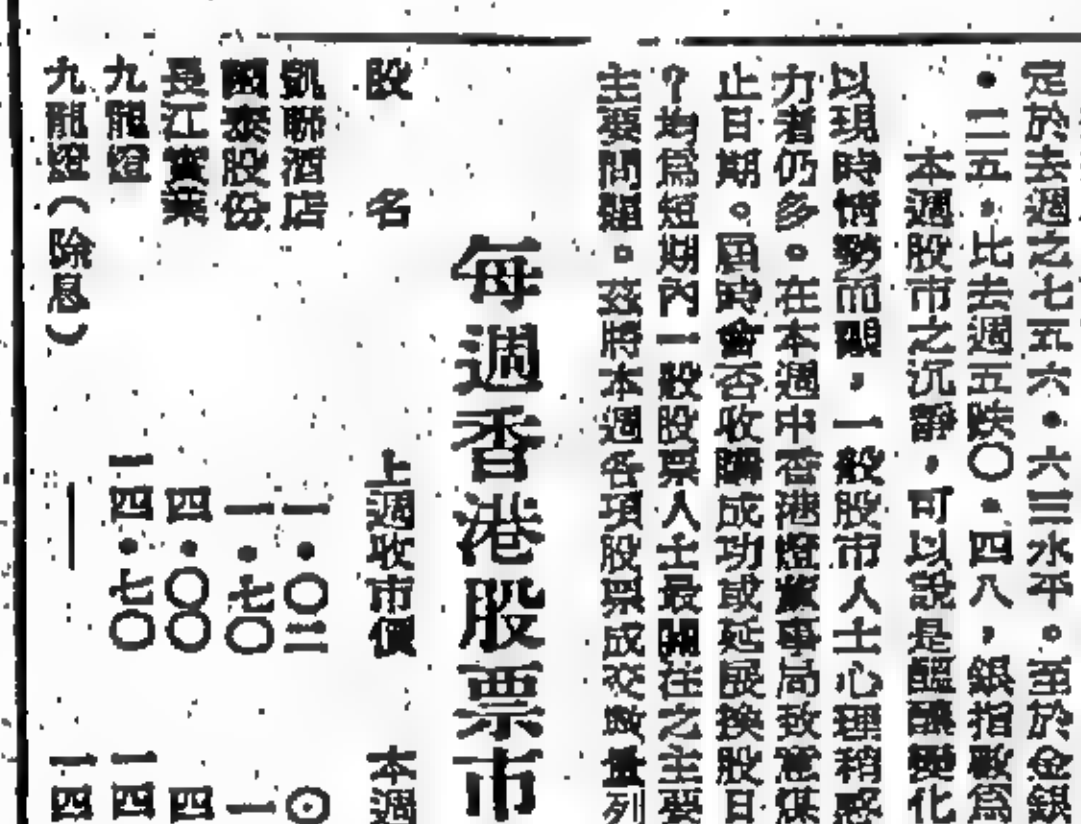 定於去週之七五六•六三水平。至於金銀
•二五，比去週五跌〇•四八，銀指數爲
本週股市之沉靜，可以說是醞釀變化
以現時情勢而觀，一般股市人士心理稍感
力者仍多。在本週中香港燈 事局致 煤
止日期。屆時會否收購成功或延展換股日
？均爲短期內一般股票人士最關注之主要
主要問題。茲將本週各項股票成交數量列
每週香港股票市
股名 上週收市價 本週
凱聯酒店 一•〇二 〇
國泰股份 一•七〇 一
長江實業 四•〇〇 四
九龍燈 一四•七〇 一四
九龍燈（除息） — 一四